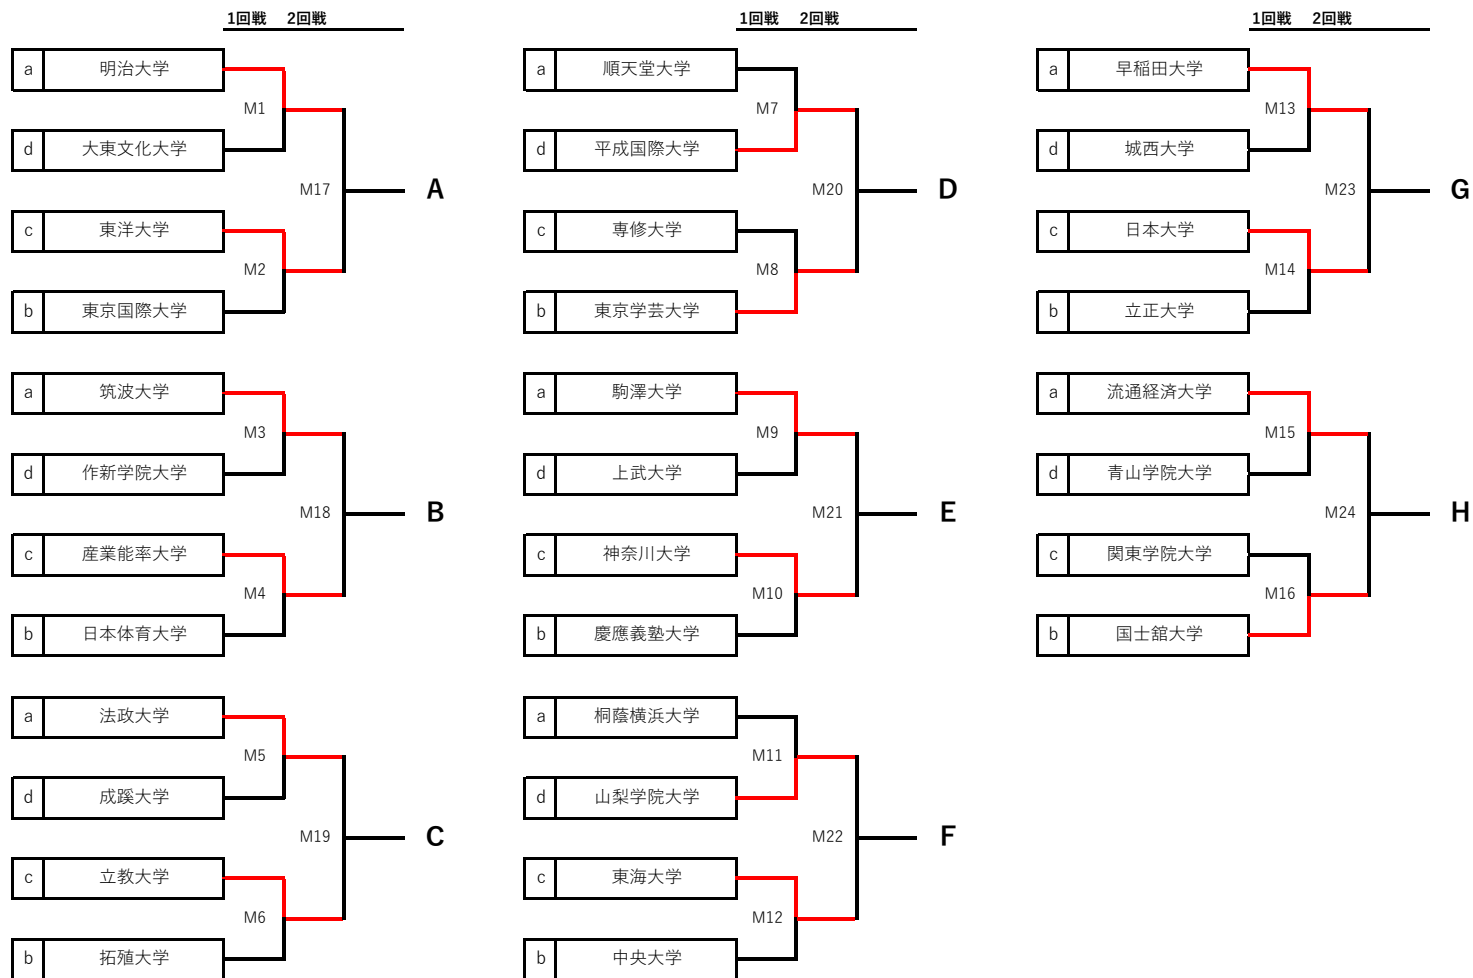 1回戦 2回戦
a 明治大学
M1
d 大東文化大学
M17 A
c 東洋大学
M2
b 東京国際大学
a 筑波大学
M3
d 作新学院大学
M18 B
c 産業能率大学
M4
b 日本体育大学
a 法政大学
M5
d 成蹊大学
M19 C
c 立教大学
M6
b 拓殖大学
1回戦 2回戦
a 順天堂大学
M7
d 平成国際大学
M20 D
c 専修大学
M8
b 東京学芸大学
a 駒澤大学
M9
d 上武大学
M21 E
c 神奈川大学
M10
b 慶應義塾大学
a 桐蔭横浜大学
M11
d 山梨学院大学
M22 F
c 東海大学
M12
b 中央大学
1回戦 2回戦
a 早稲田大学
M13
d 城西大学
M23 G
c 日本大学
M14
b 立正大学
a 流通経済大学
M15
d 青山学院大学
M24 H
c 関東学院大学
M16
b 国士舘大学